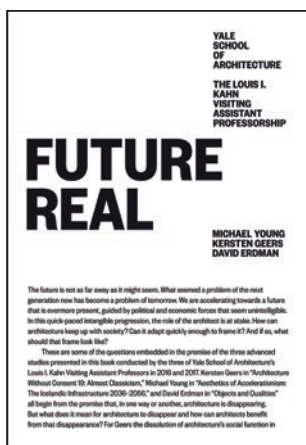 YALE
SCHOOL
OF
ARCHITECTURE
THE LOUIS I.
KAHN
VISITING
ASSISTANT
PROFESSORSHIP
FUTURE
REAL
MICHAEL YOUNG
KERSTEN GEERS
DAVID ERDMAN
The future is not as far away as it might seem. What seemed a problem of the next
generation now has become a problem of tomorrow. We are accelerating towards a future
that is evermore present, guided by political and economic forces that seem unintelligible.
In this quick-paced intangible progression, the role of the architect is at stake. How can
architecture keep up with society? Can it adapt quickly enough to frame it? And if so, what
should that frame look like?
These are some of the questions embedded in the premise of the three advanced
studies presented in this book conducted by the three of Yale School of Architecture's
Louis I. Kahn Visiting Assistant Professors in 2016 and 2017. Kersten Geers in "Architecture
Without Consent 19: Almost Classicism," Michael Young in "Aesthetics of Accelerationism:
The Icelandic Infrastructure 2036–2056," and David Erdman in "Objects and Qualities"
all begin from the promise that, in one way or another, architecture is disappearing.
But what does it mean for architecture to disappear and how can architects benefit
from that disappearance? For Geers the dissolution of architecture's social function in